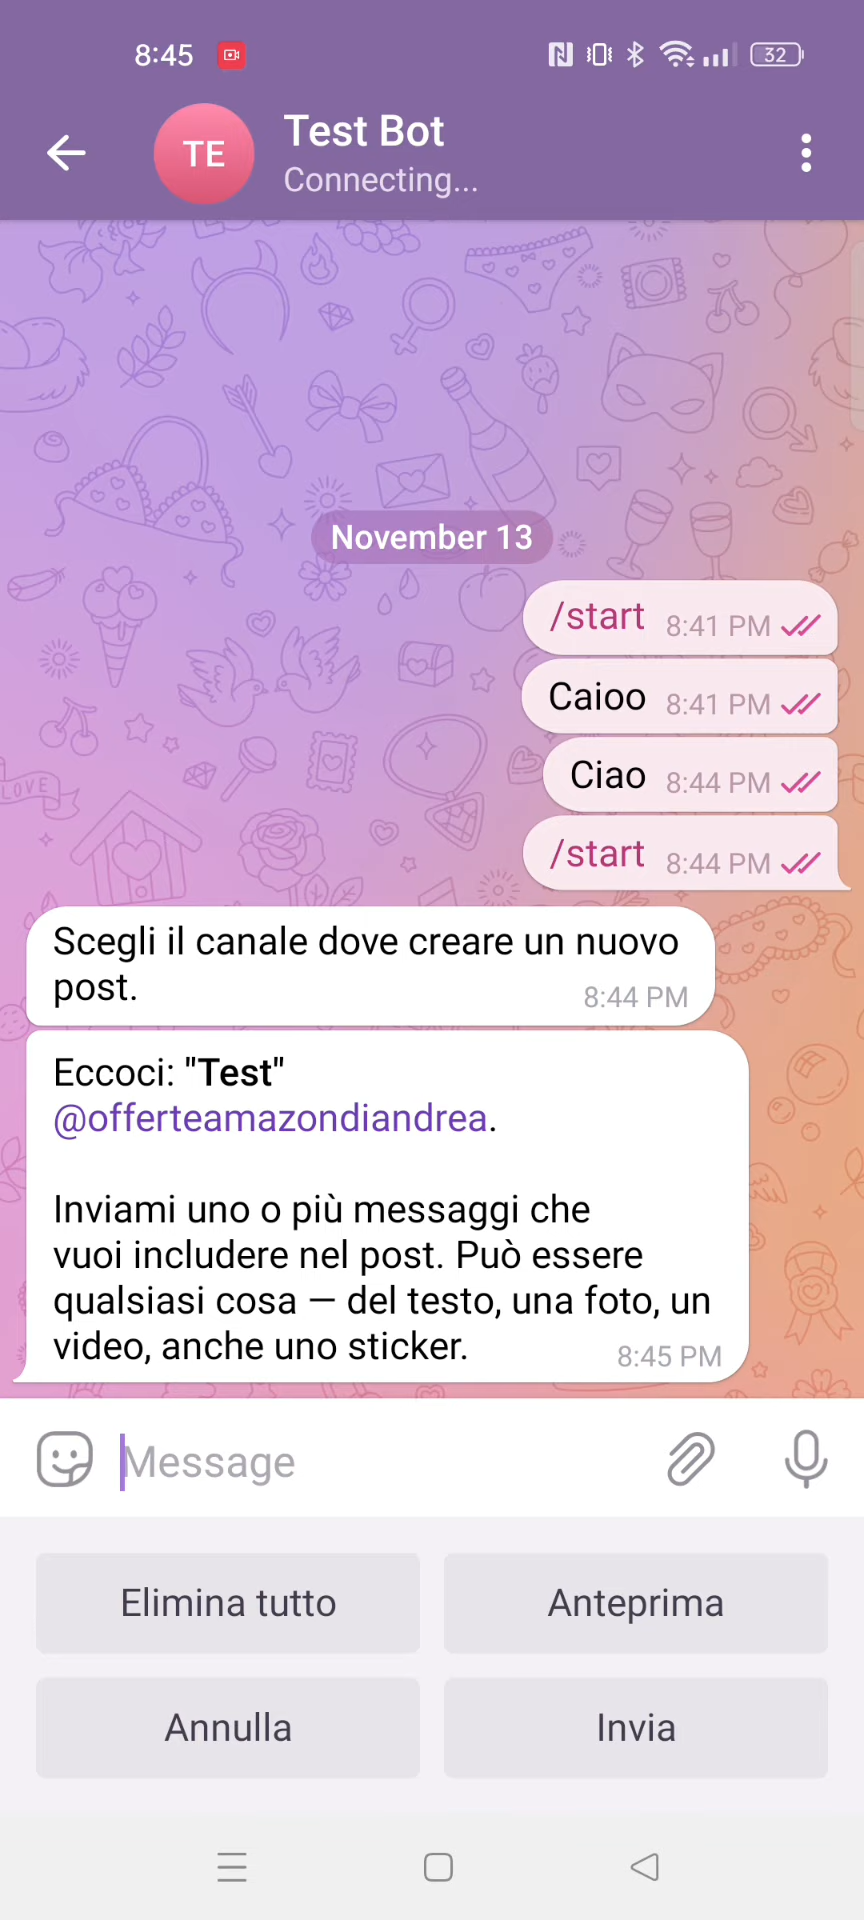 8:45
32
TE
Test Bot
Connecting...
November 13
/start 8:41 PM
Caioo 8:41 PM
Ciao 8:44 PM
/start 8:44 PM
Scegli il canale dove creare un nuovo
post.
8:44 PM
Eccoci: "Test"
@offerteamazondiandrea.
Inviami uno o più messaggi che
vuoi includere nel post. Può essere
qualsiasi cosa — del testo, una foto, un
video, anche uno sticker.
8:45 PM
LOVE
Message
Elimina tutto
Anteprima
Annulla
Invia